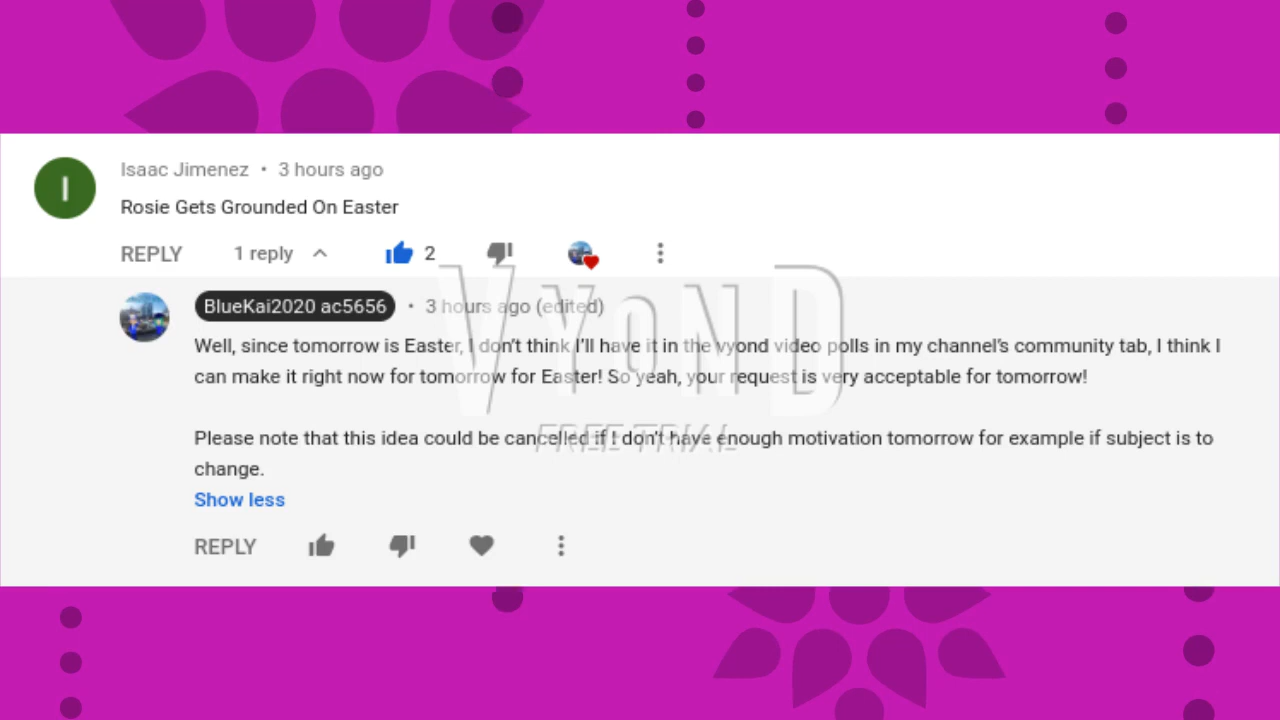 I
Isaac Jimenez • 3 hours ago
Rosie Gets Grounded On Easter
REPLY 1 reply 2
BlueKai2020 ac5656 • 3 hours ago (edited)
Well, since tomorrow is Easter, I don't think I'll have it in the vyond video polls in my channel's community tab, I think I
can make it right now for tomorrow for Easter! So yeah, your request is very acceptable for tomorrow!
Please note that this idea could be cancelled if I don't have enough motivation tomorrow for example if subject is to
change.
Show less
REPLY
VYOND
FREE TRIAL